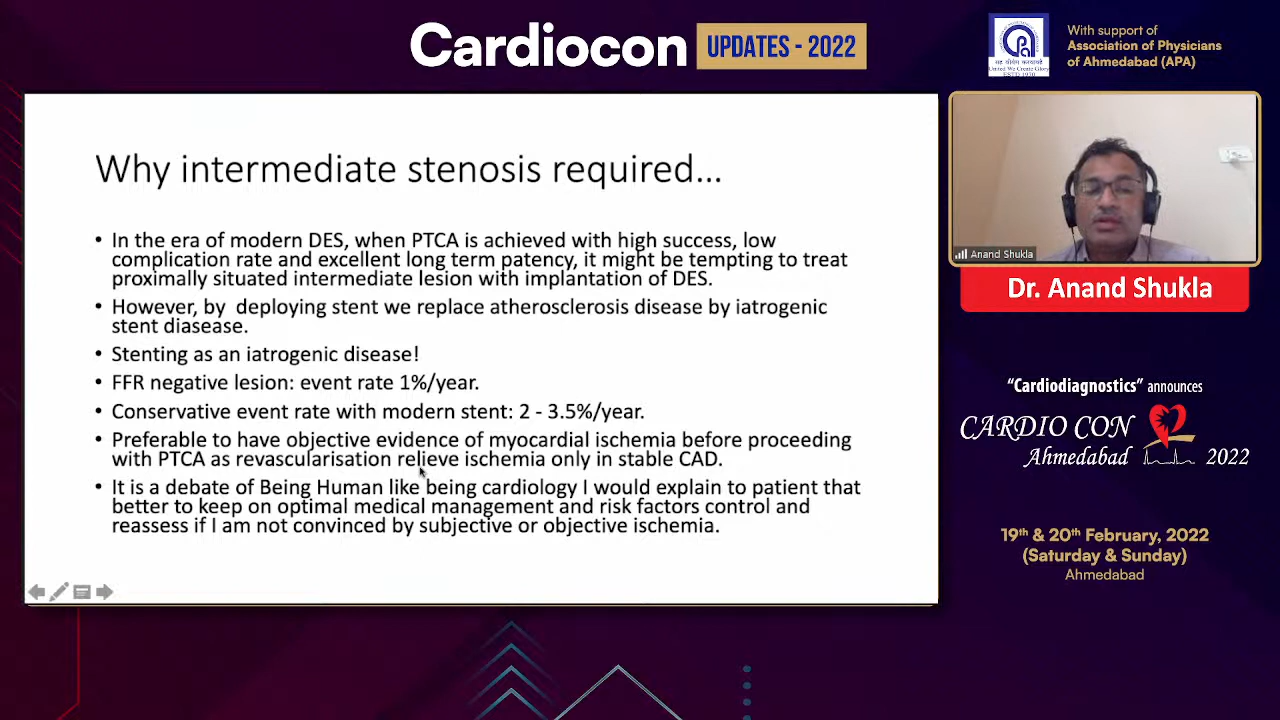 Cardiocon UPDATES - 2022
With support of
Association of Physicians
of Ahmedabad (APA)
United We Create Glory
ESTD 1970
Why intermediate stenosis required...
• In the era of modern DES, when PTCA is achieved with high success, low
complication rate and excellent long term patency, it might be tempting to treat
proximally situated intermediate lesion with implantation of DES.
• However, by deploying stent we replace atherosclerosis disease by iatrogenic
stent diasease.
• Stenting as an iatrogenic disease!
• FFR negative lesion: event rate 1%/year.
• Conservative event rate with modern stent: 2 - 3.5%/year.
• Preferable to have objective evidence of myocardial ischemia before proceeding
with PTCA as revascularisation relieve ischemia only in stable CAD.
• It is a debate of Being Human like being cardiology I would explain to patient that
better to keep on optimal medical management and risk factors control and
reassess if I am not convinced by subjective or objective ischemia.
Anand Shukla
Dr. Anand Shukla
“Cardiodiagnostics” announces
CARDIO CON
Ahmedabad 2022
19th & 20th February, 2022
(Saturday & Sunday)
Ahmedabad